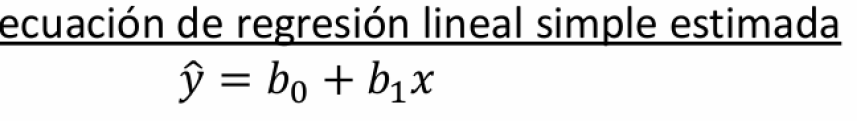 ecuación de regresión lineal simple estimada
ŷ = b₀ + b₁x